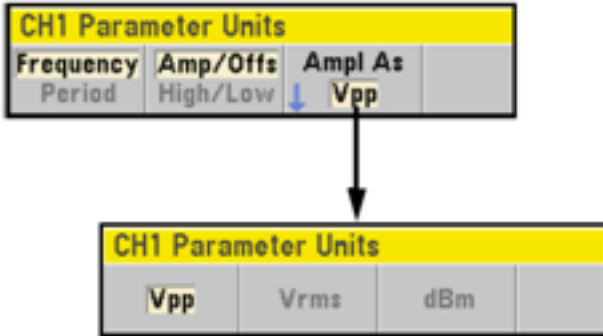 CH1 Parameter Units
Frequency Amp/Offs Ampl As
Period High/Low Vpp
CH1 Parameter Units
Vpp Vrms dBm